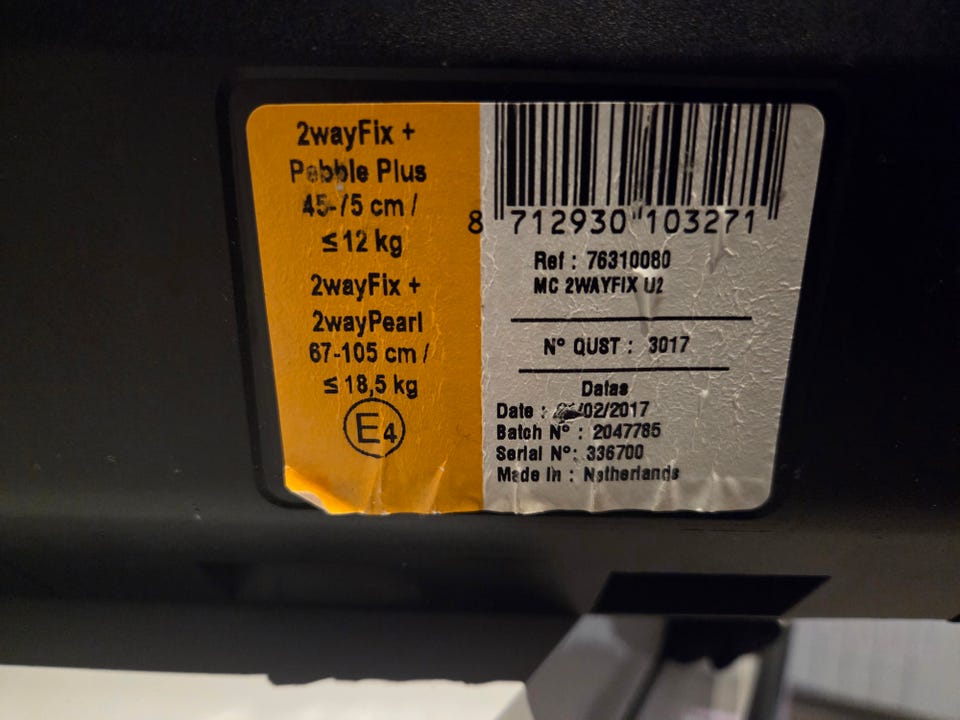 2wayFix +
Pebble Plus
45-75 cm /
≤ 12 kg
2wayFix +
2wayPearl
67-105 cm /
≤ 18,5 kg
E4
8 712930 103271
Ref : 76310080
MC 2WAYFIX U2
N° QUST : 3017
Datas
Date : /02/2017
Batch N° : 2047785
Serial N°: 336700
Made In : Netherlands